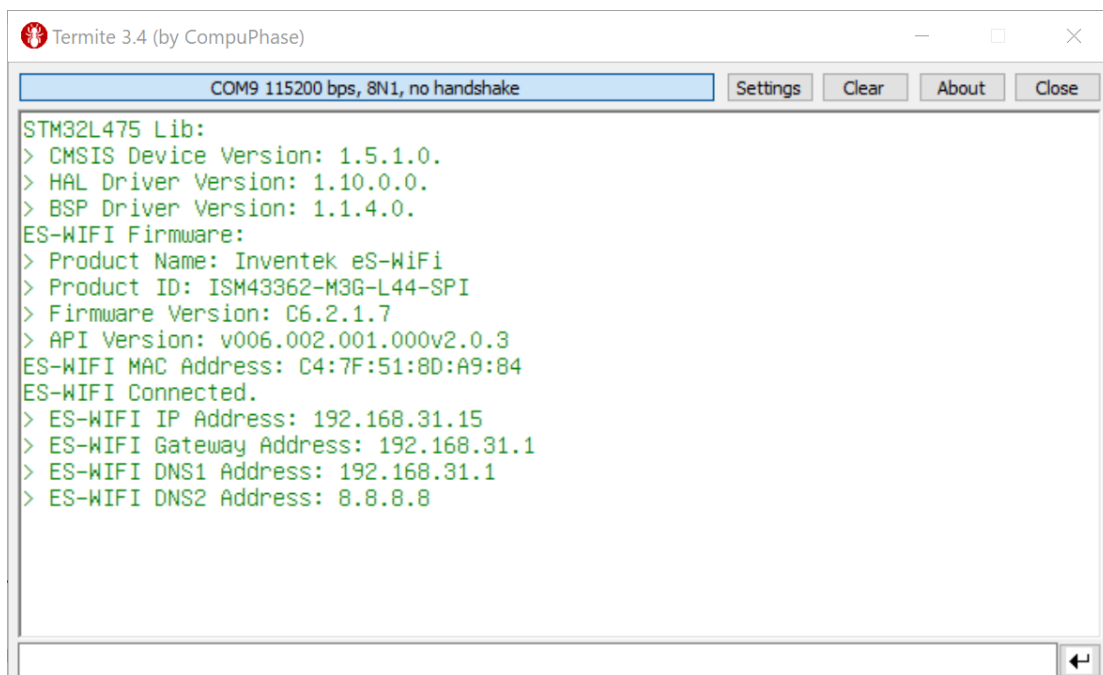 Termite 3.4 (by CompuPhase)
COM9 115200 bps, 8N1, no handshake Settings Clear About Close
STM32L475 Lib:
> CMSIS Device Version: 1.5.1.0.
> HAL Driver Version: 1.10.0.0.
> BSP Driver Version: 1.1.4.0.
ES-WIFI Firmware:
> Product Name: Inventek eS-WiFi
> Product ID: ISM43362-M3G-L44-SPI
> Firmware Version: C6.2.1.7
> API Version: v006.002.001.000v2.0.3
ES-WIFI MAC Address: C4:7F:51:8D:A9:84
ES-WIFI Connected.
> ES-WIFI IP Address: 192.168.31.15
> ES-WIFI Gateway Address: 192.168.31.1
> ES-WIFI DNS1 Address: 192.168.31.1
> ES-WIFI DNS2 Address: 8.8.8.8